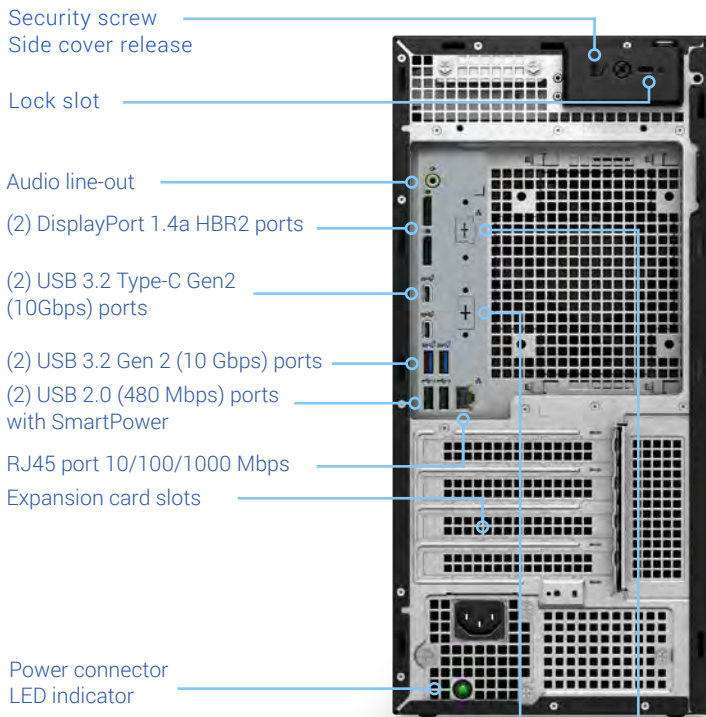 Security screw
Side cover release
Lock slot
Audio line-out
(2) DisplayPort 1.4a HBR2 ports
(2) USB 3.2 Type-C Gen2
(10Gbps) ports
(2) USB 3.2 Gen 2 (10 Gbps) ports
(2) USB 2.0 (480 Mbps) ports
with SmartPower
RJ45 port 10/100/1000 Mbps
Expansion card slots
Power connector
LED indicator